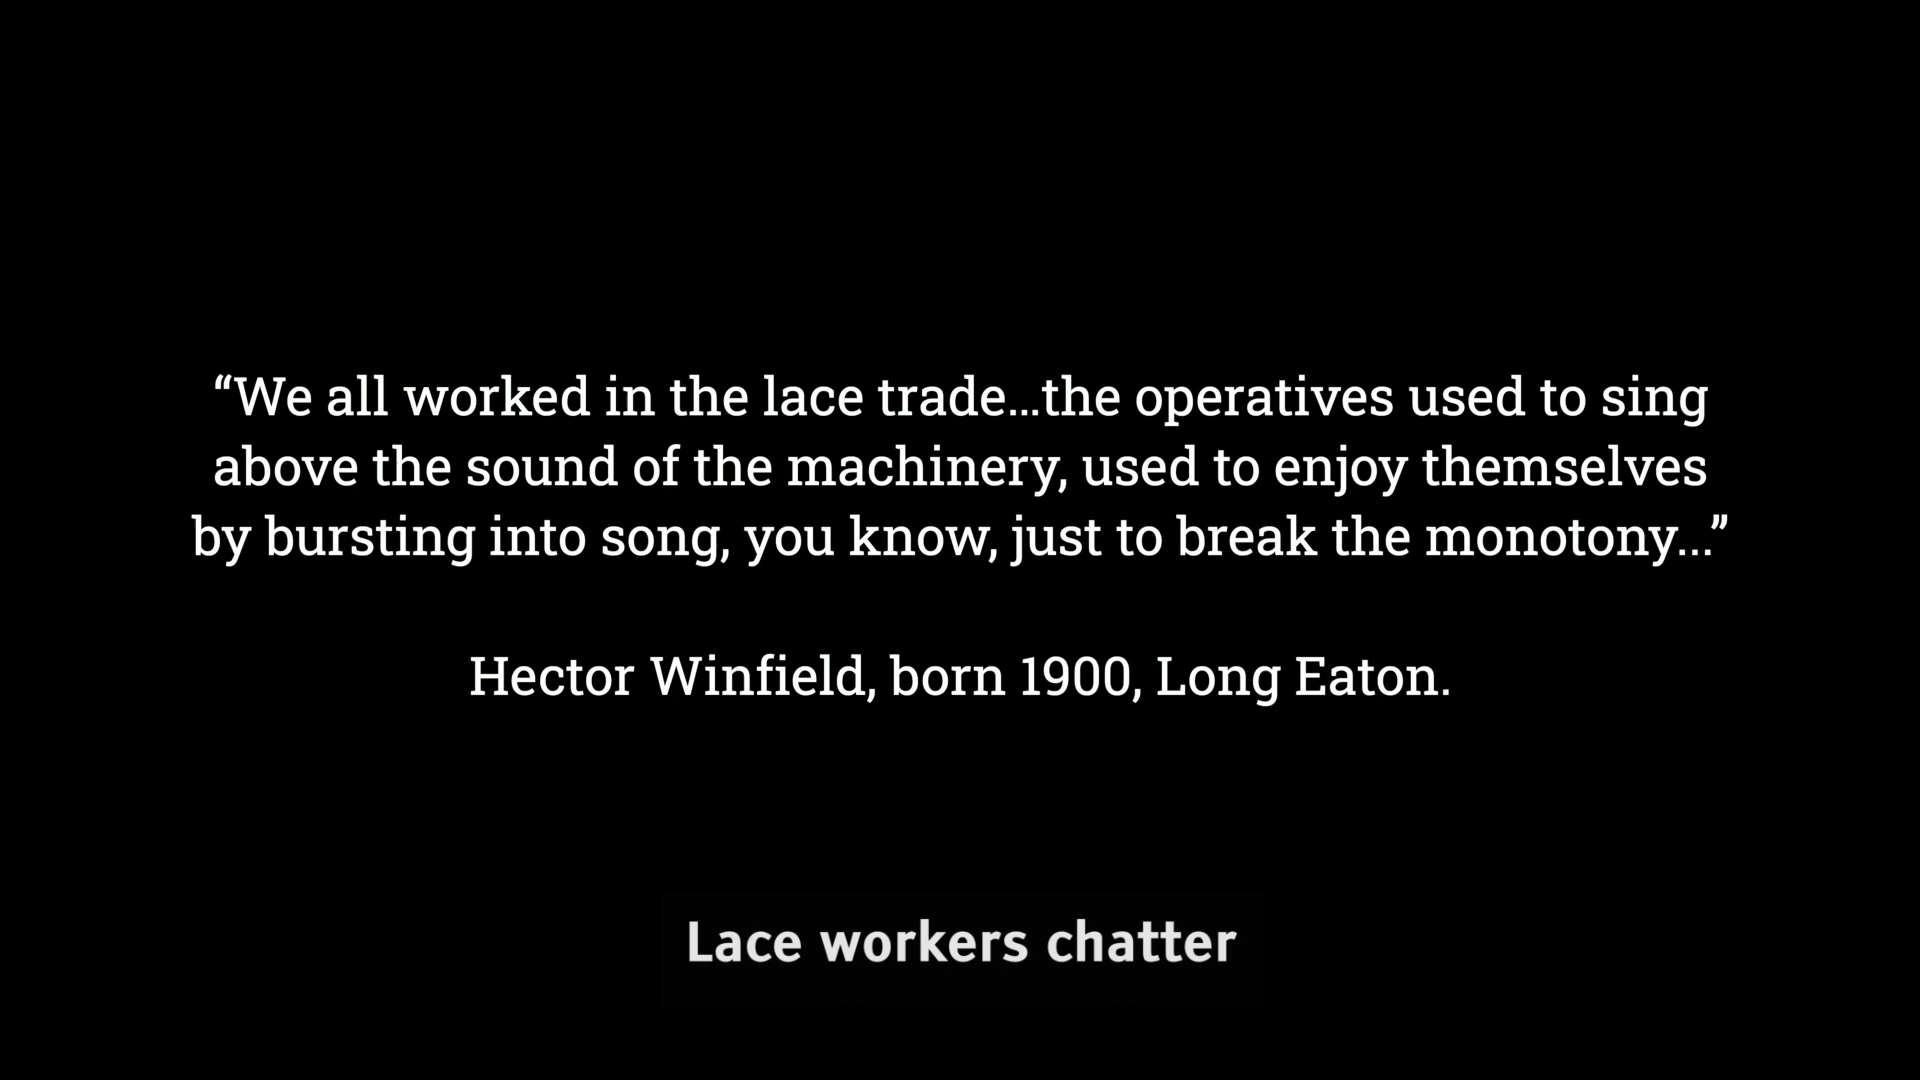 “We all worked in the lace trade...the operatives used to sing
above the sound of the machinery, used to enjoy themselves
by bursting into song, you know, just to break the monotony...”
Hector Winfield, born 1900, Long Eaton.
Lace workers chatter